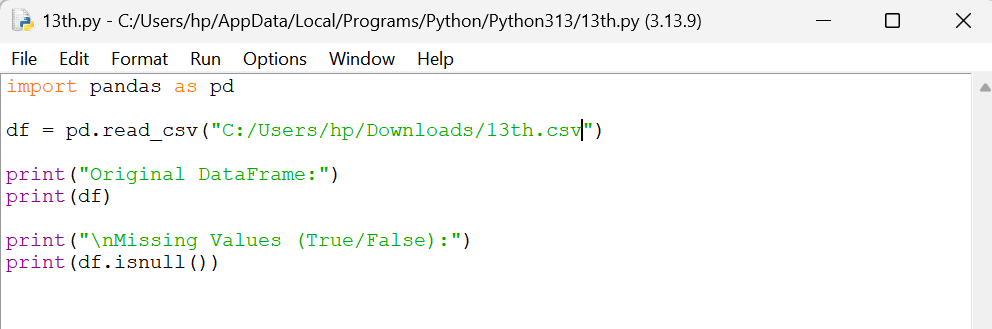 13th.py - C:/Users/hp/AppData/Local/Programs/Python/Python313/13th.py (3.13.9)
File Edit Format Run Options Window Help
import pandas as pd
df = pd.read_csv("C:/Users/hp/Downloads/13th.csv")
print("Original DataFrame:")
print(df)
print("\nMissing Values (True/False):")
print(df.isnull())